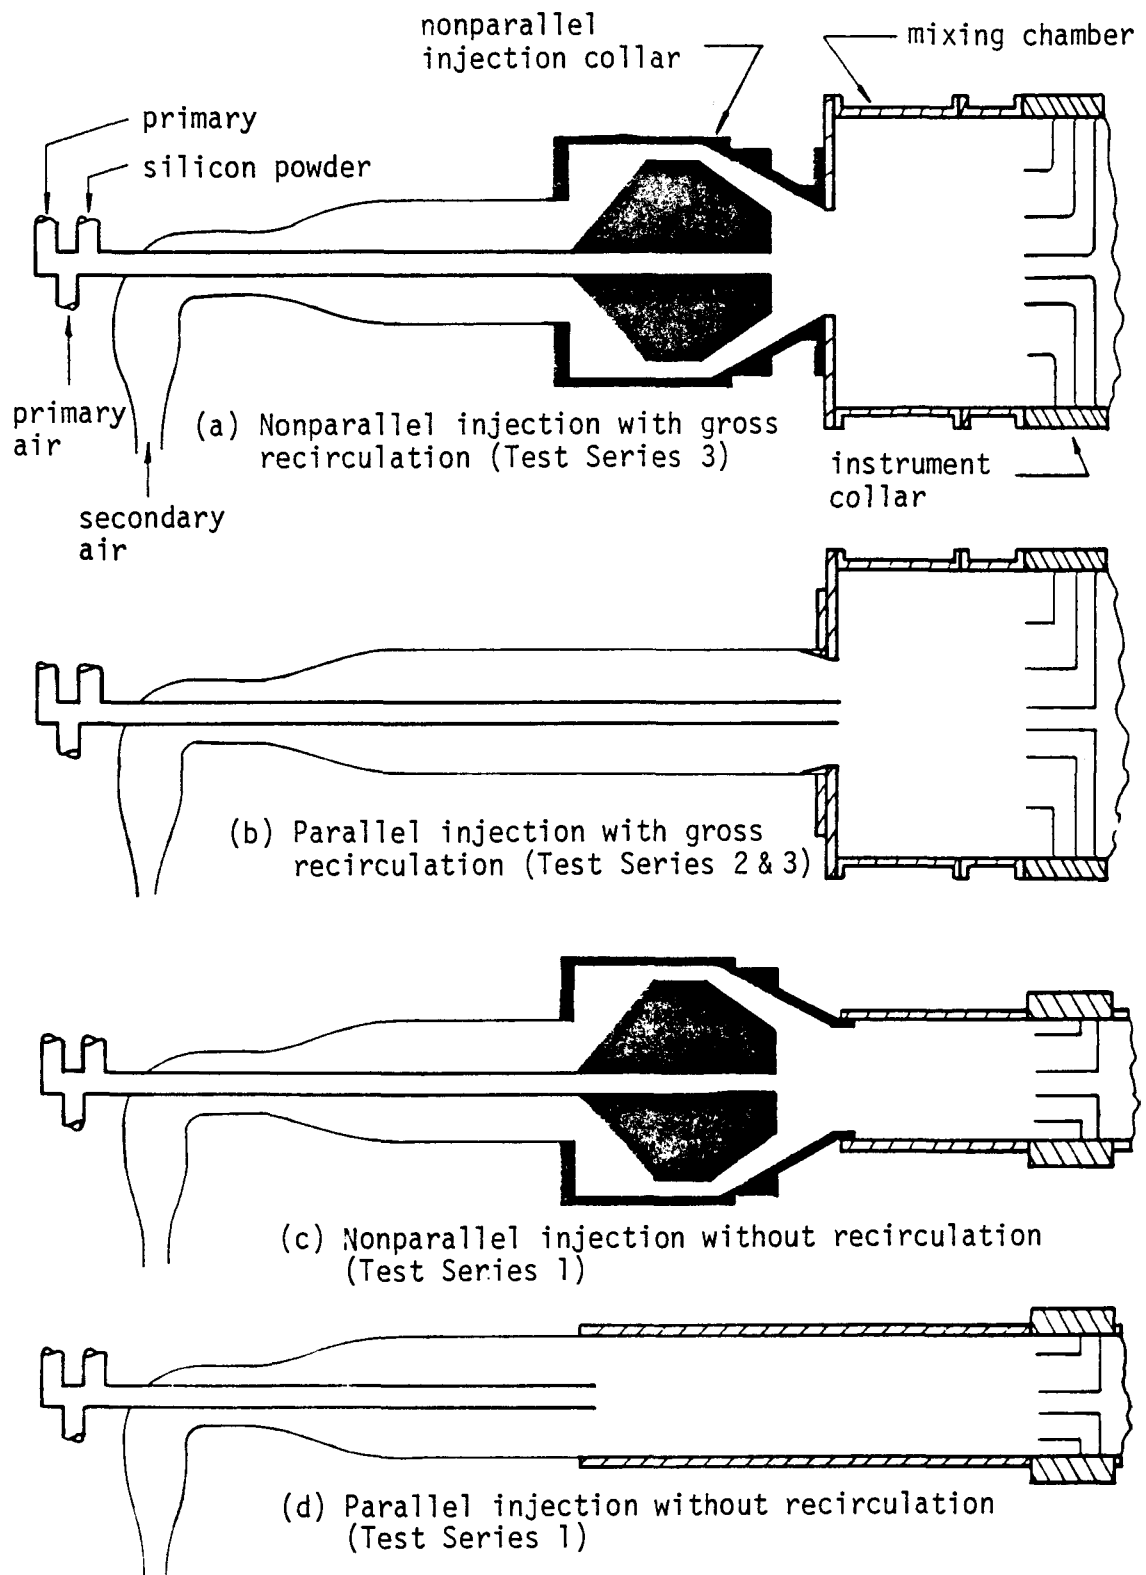 nonparallel
injection collar
mixing chamber
primary
silicon powder
primary
air
(a) Nonparallel injection with gross
recirculation (Test Series 3)
instrument
collar
secondary
air
(b) Parallel injection with gross
recirculation (Test Series 2 & 3)
(c) Nonparallel injection without recirculation
(Test Series 1)
(d) Parallel injection without recirculation
(Test Series 1)